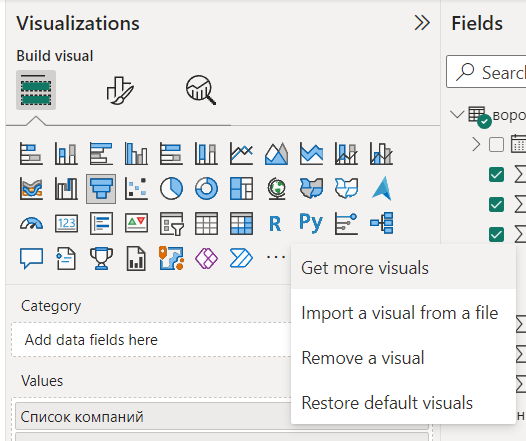 Visualizations
Fields
Build visual
Search
воро
123
R
Py
Get more visuals
Import a visual from a file
Remove a visual
Restore default visuals
Category
Add data fields here
Values
Список компаний